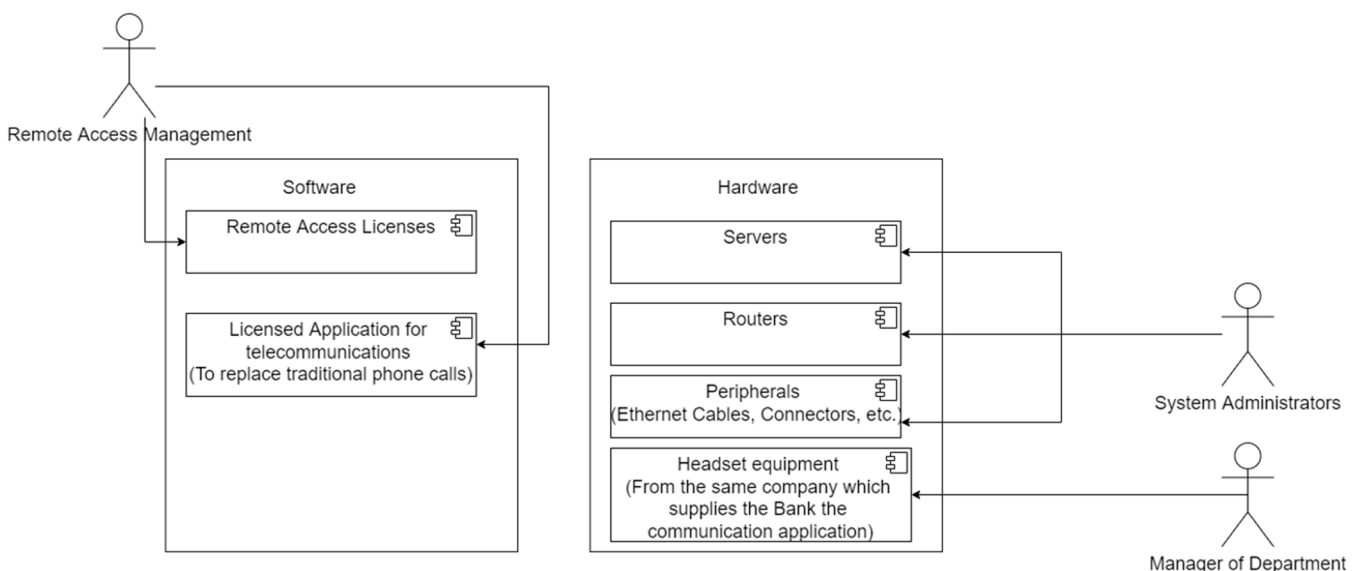 Remote Access Management
Software
Remote Access Licenses
Licensed Application for
telecommunications
(To replace traditional phone calls)
Hardware
Servers
Routers
Peripherals
(Ethernet Cables, Connectors, etc.)
Headset equipment
(From the same company which
supplies the Bank the
communication application)
System Administrators
Manager of Department